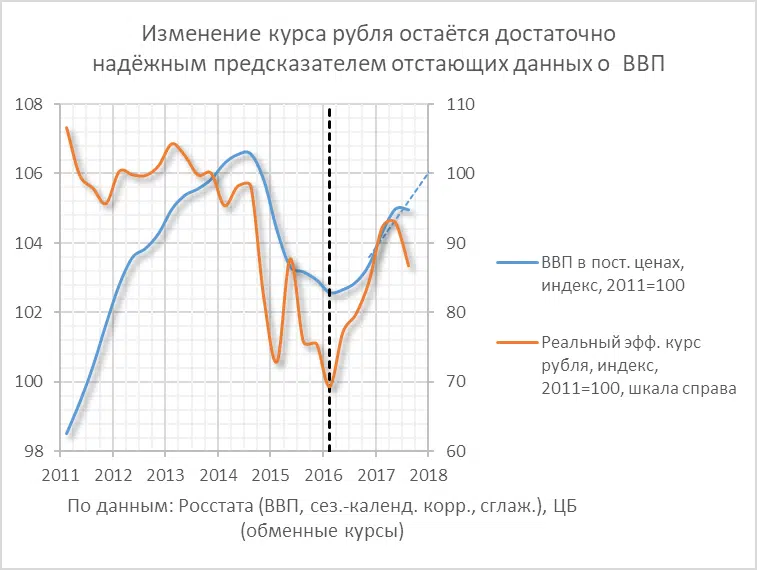 Изменение курса рубля остаётся достаточно
надёжным предсказателем отстающих данных о ВВП
108
106
104
102
100
98
110
100
90
80
70
60
2011 2012 2013 2014 2015 2016 2017 2018
ВВП в пост. ценах,
индекс, 2011=100
Реальный эфф. курс
рубля, индекс,
2011=100, шкала справа
По данным: Росстата (ВВП, сез.-календ. корр., сглаж.), ЦБ
(обменные курсы)